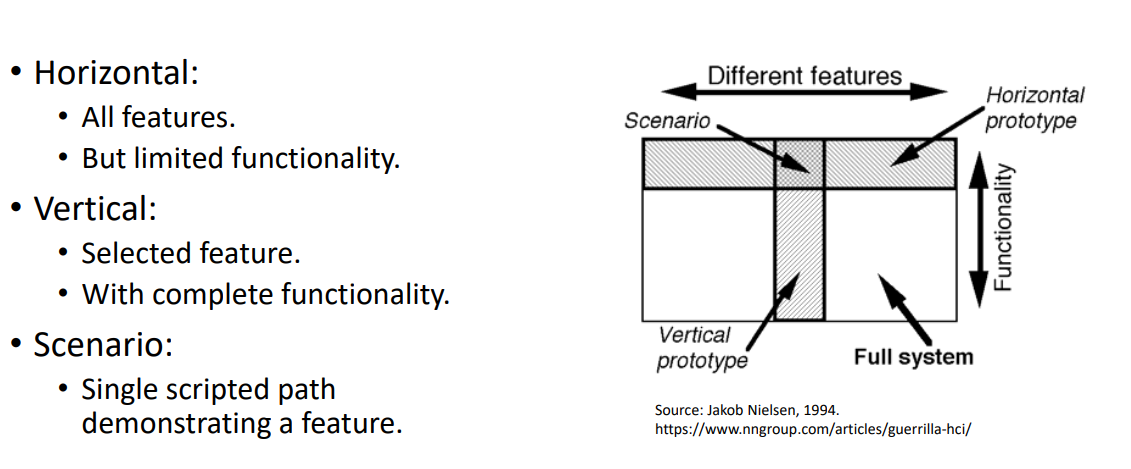 • Horizontal:
• All features.
• But limited functionality.
• Vertical:
• Selected feature.
• With complete functionality.
• Scenario:
• Single scripted path
demonstrating a feature.
Different features
Scenario
Horizontal
prototype
Functionality
Vertical
prototype
Full system
Source: Jakob Nielsen, 1994.
https://www.nngroup.com/articles/guerrilla-hci/